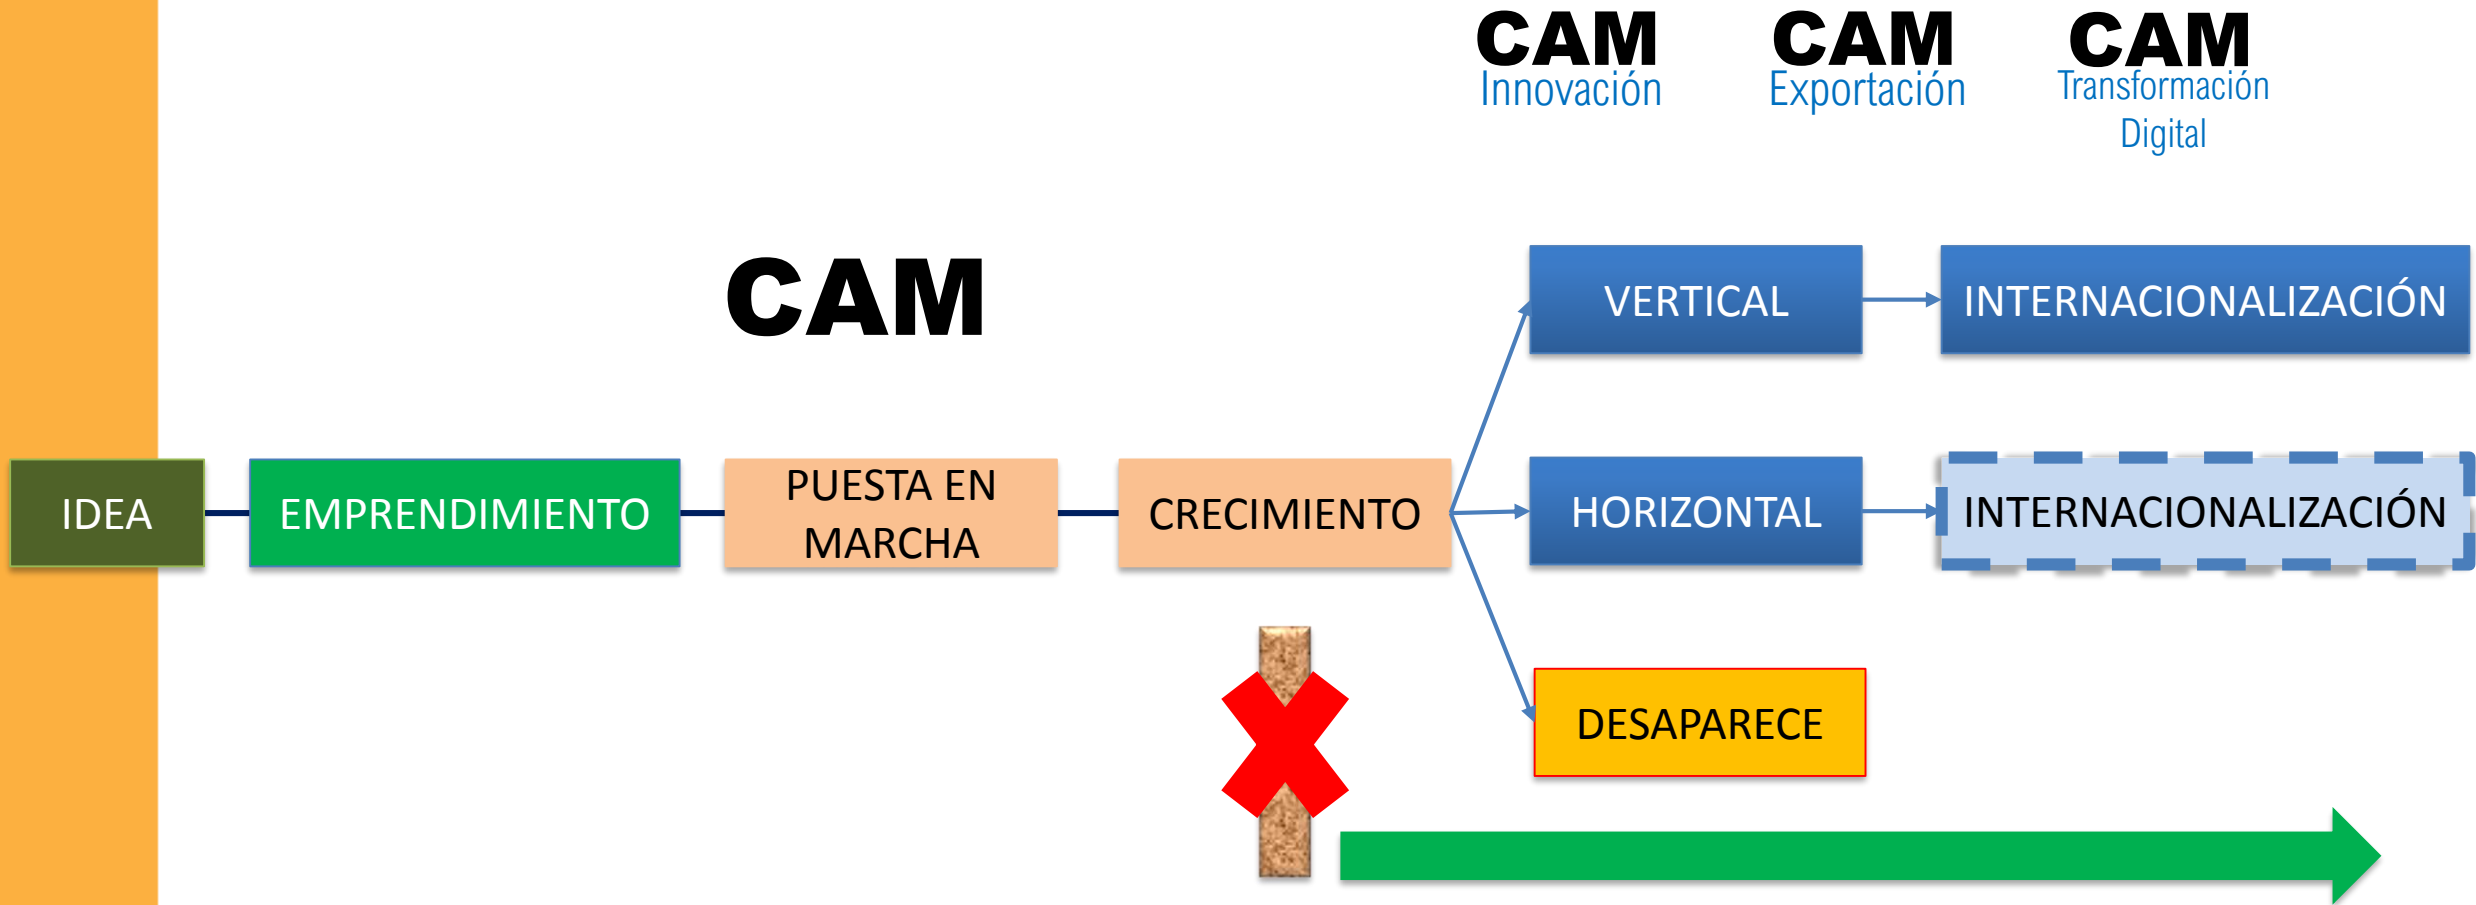 CAM
Innovación
CAM
Exportación
CAM
Transformación
Digital
CAM
VERTICAL
INTERNACIONALIZACIÓN
IDEA
EMPRENDIMIENTO
PUESTA EN
MARCHA
CRECIMIENTO
HORIZONTAL
INTERNACIONALIZACIÓN
DESAPARECE